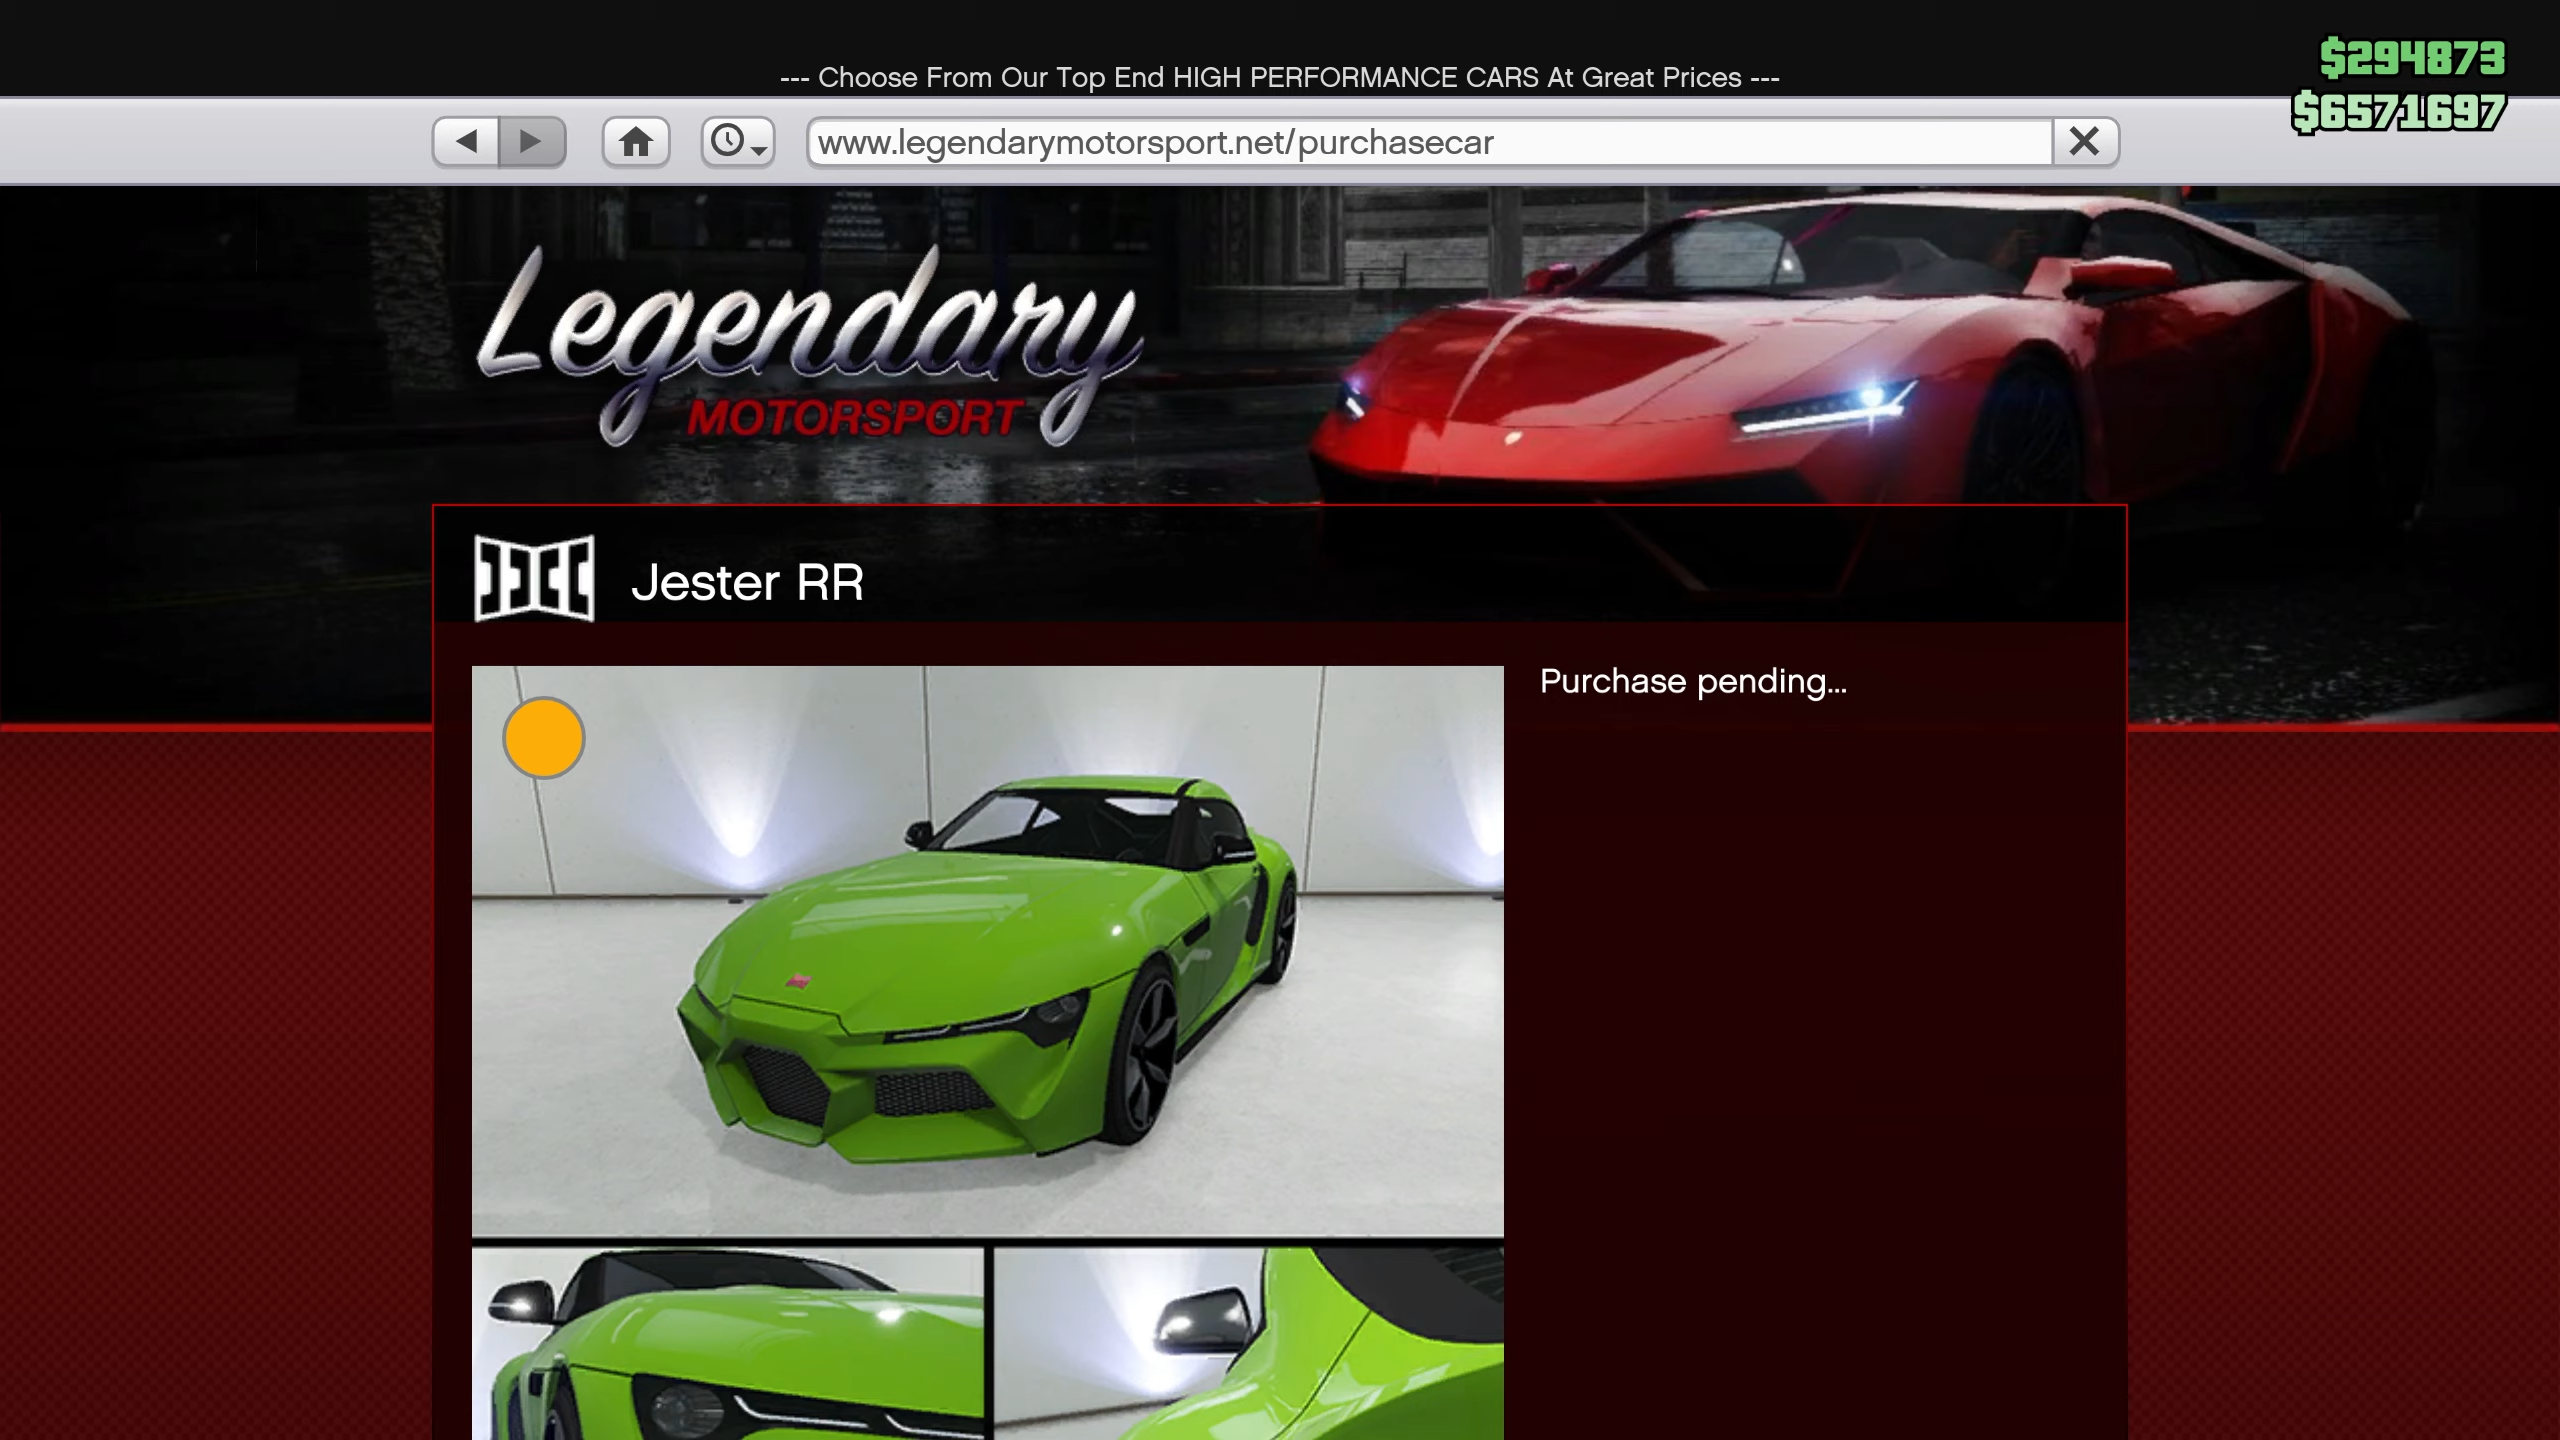 --- Choose From Our Top End HIGH PERFORMANCE CARS At Great Prices ---
$294873
$6571697
www.legendarymotorsport.net/purchasecar
Legendary
MOTORSPORT
Jester RR
Purchase pending...